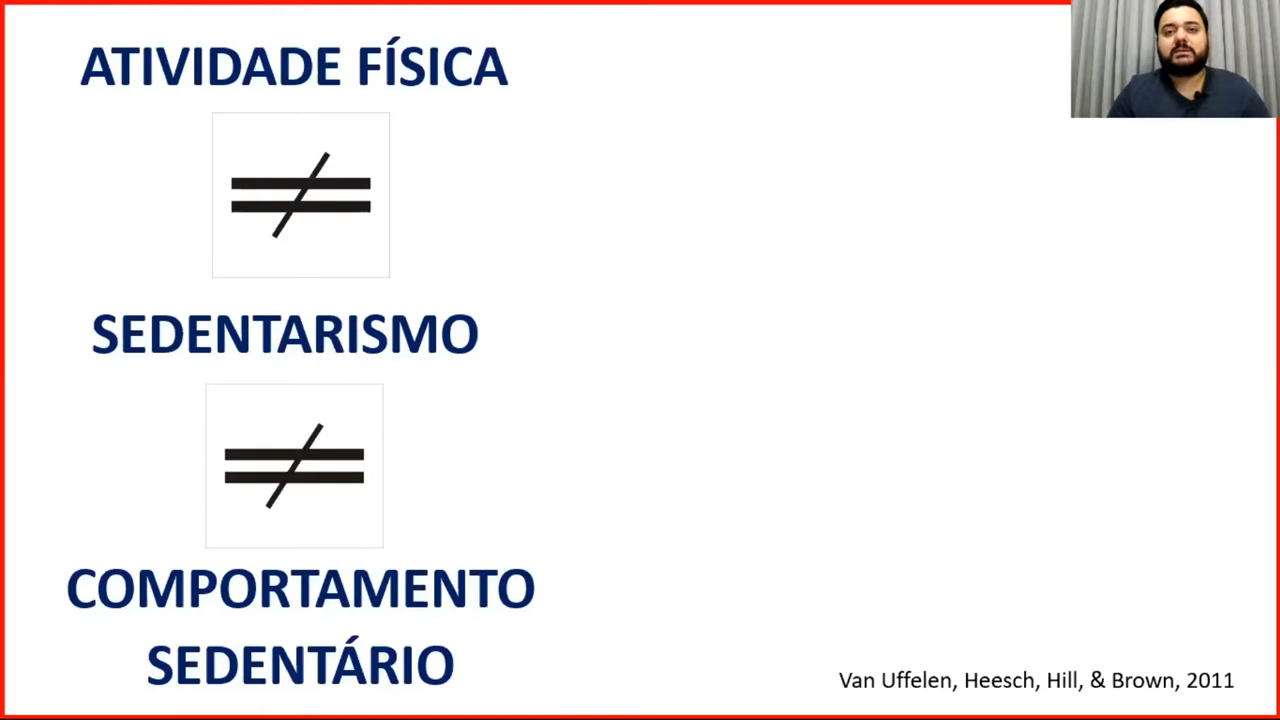 ATIVIDADE FÍSICA
≠
SEDENTARISMO
≠
COMPORTAMENTO
SEDENTÁRIO
Van Uffelen, Heesch, Hill, & Brown, 2011